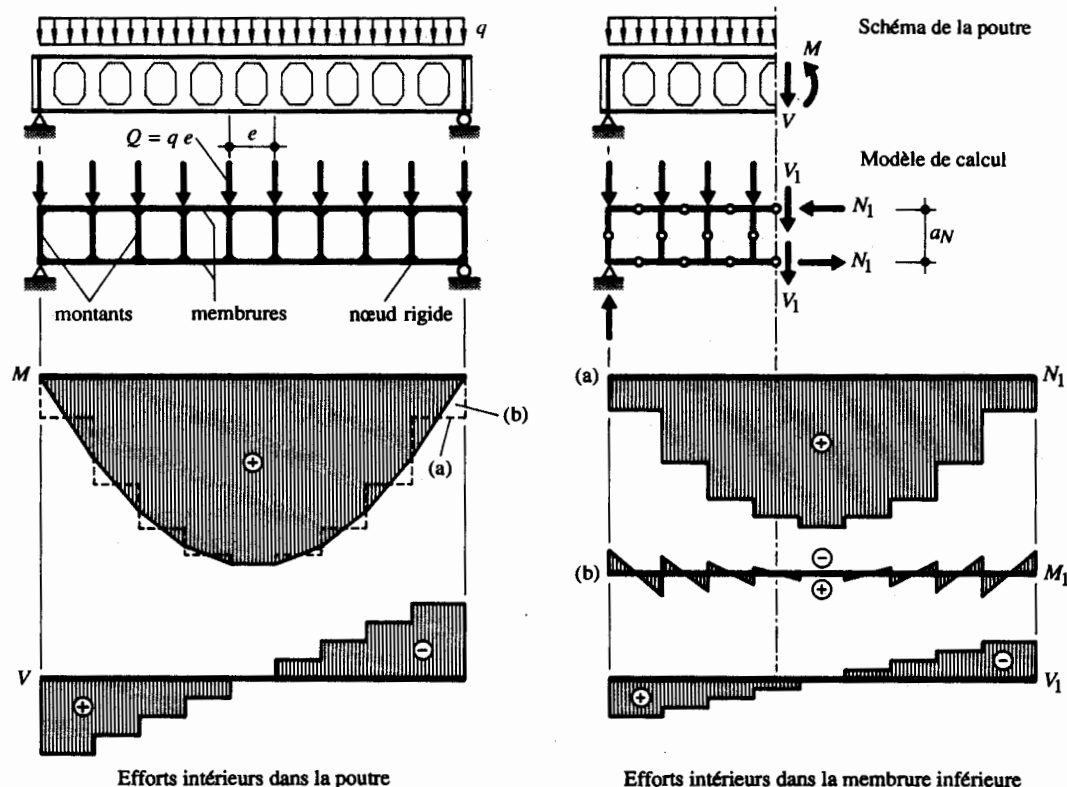 q
Q = q e
e
montants
membrures
nœud rigide
M
(b)
(a)
+
V
+
−
Efforts intérieurs dans la poutre
Schéma de la poutre
M
V
Modèle de calcul
V1
N1
aN
N1
V1
(a)
N1
+
(b)
−
M1
+
−
V1
+
Efforts intérieurs dans la membrure inférieure